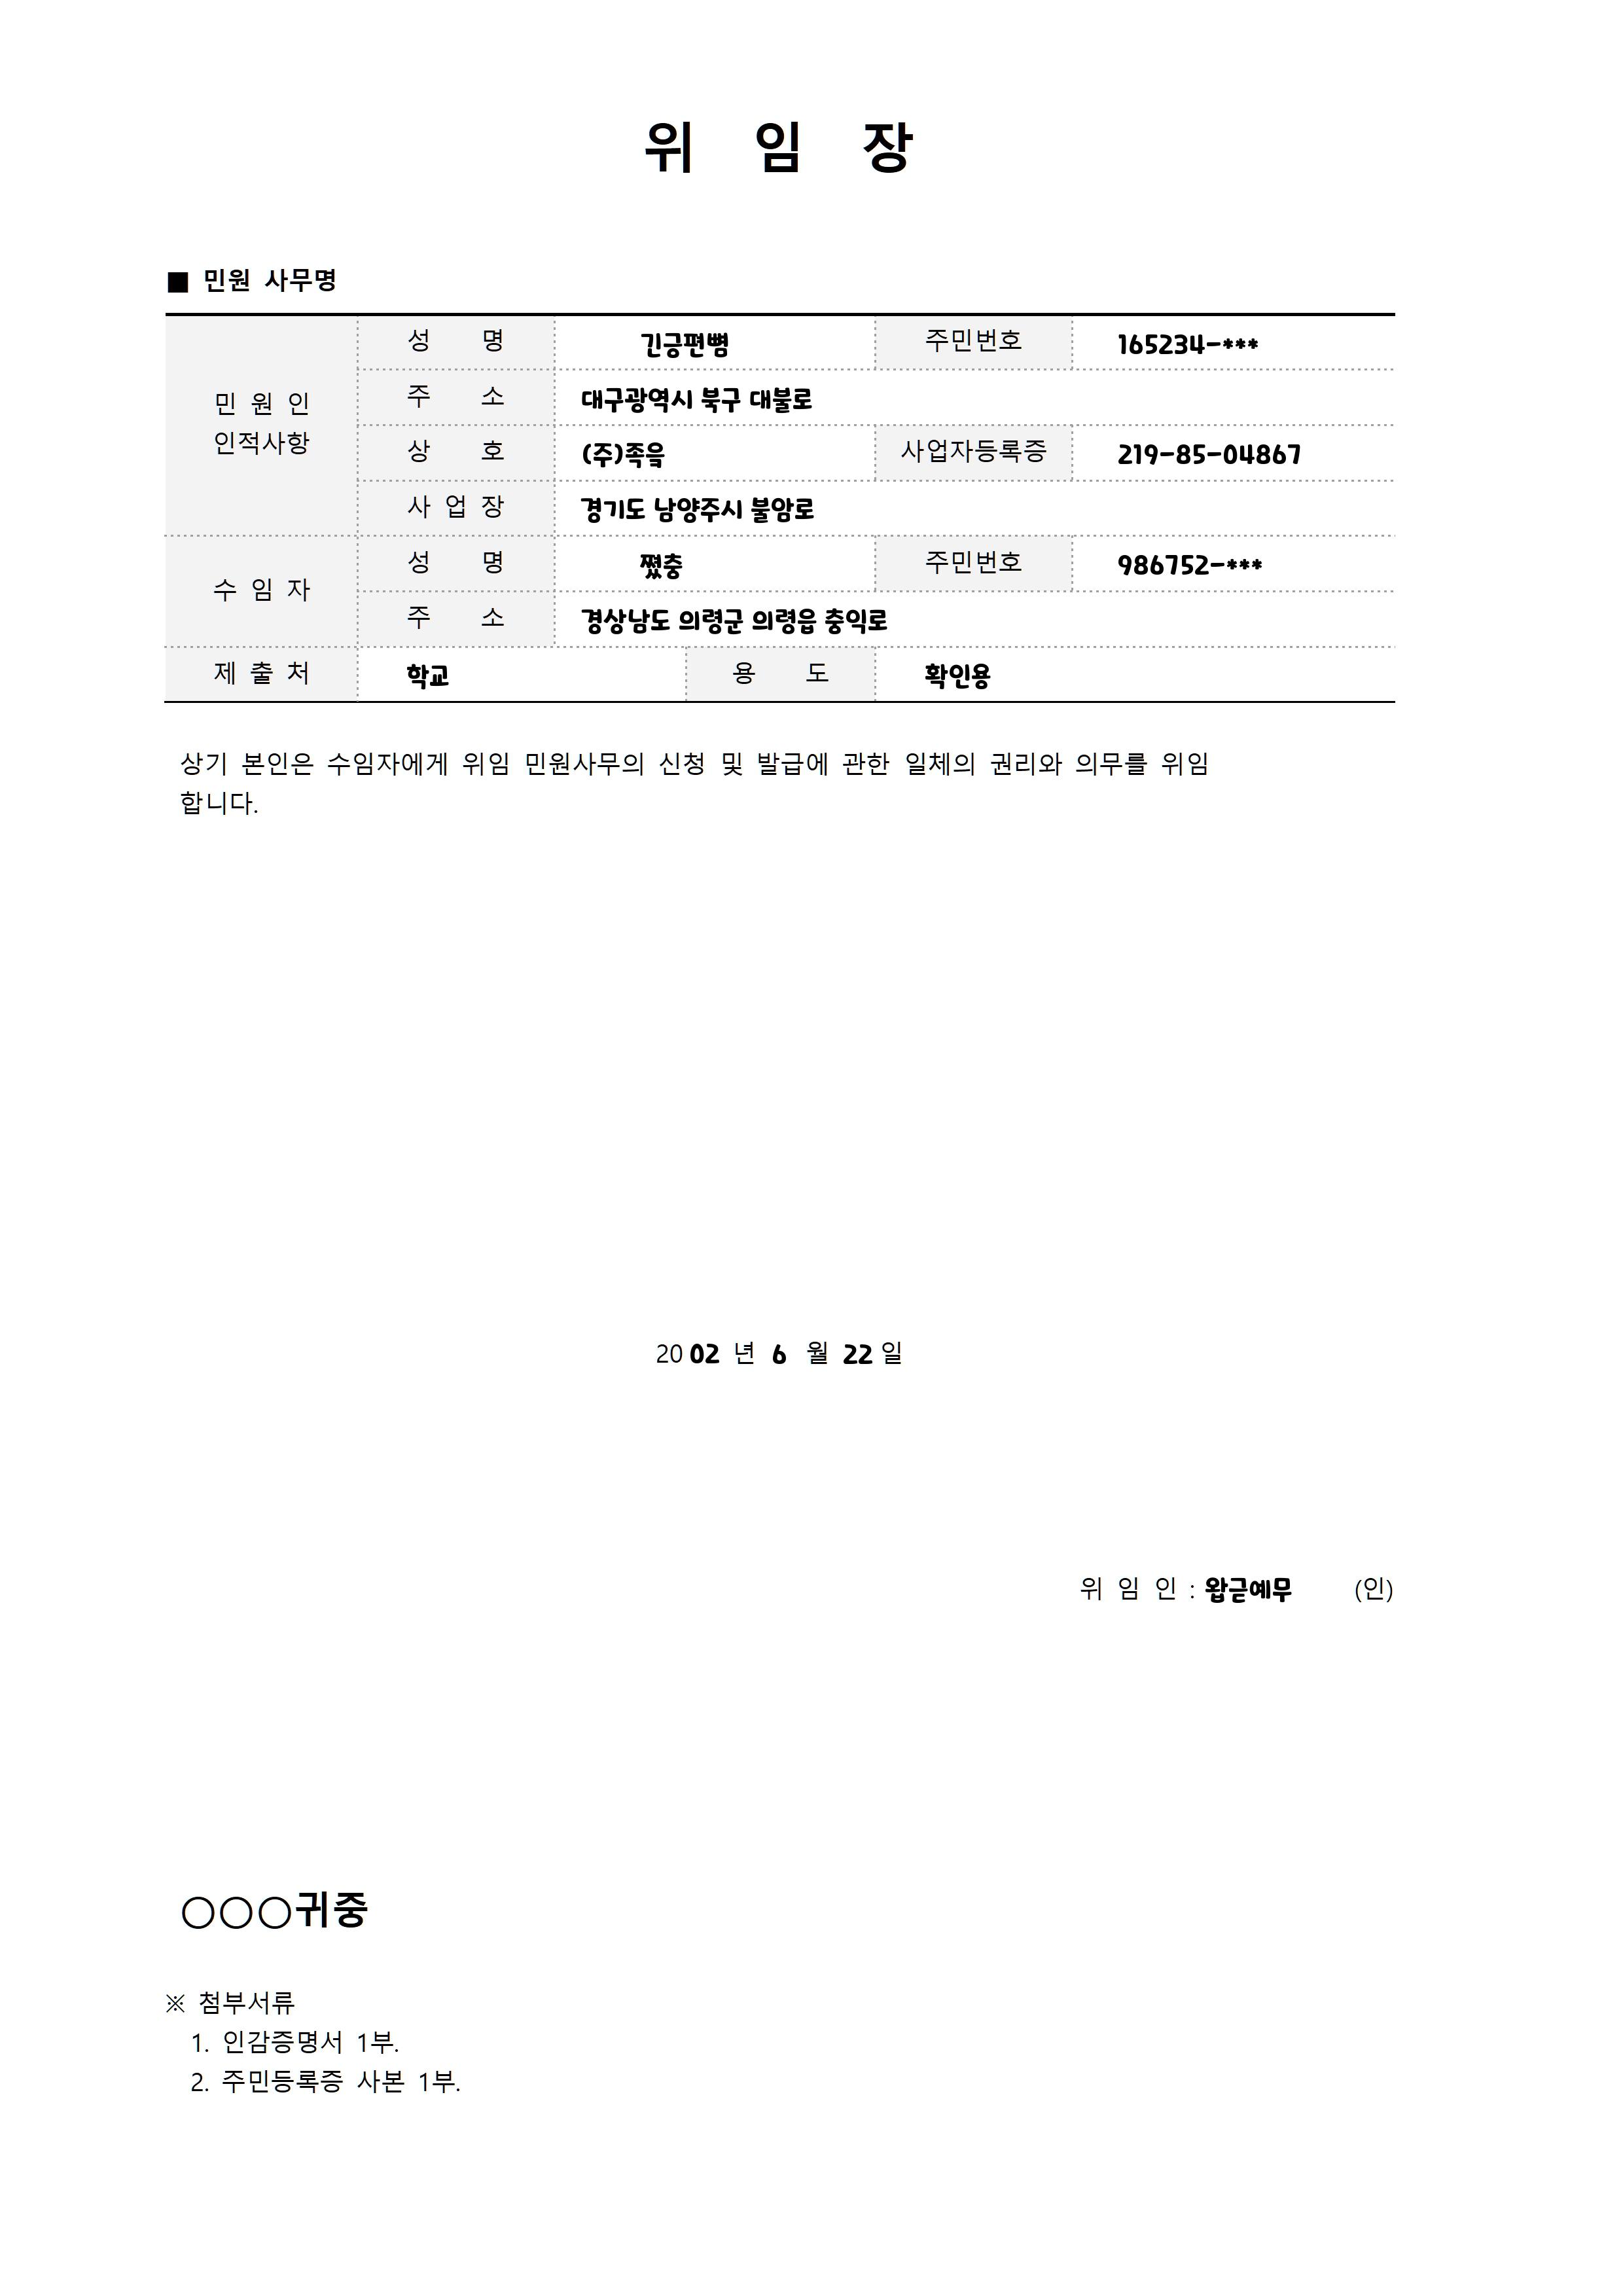 위 임 장
■ 민원 사무명
성 명 긴긍편뼘 주민번호 165234-***
민 원 인
인적사항
주 소 대구광역시 북구 대불로
상 호 (주)족욬 사업자등록증 219-85-04867
사 업 장 경기도 남양주시 불암로
수 임 자
성 명 쪘충 주민번호 986752-***
주 소 경상남도 의령군 의령읍 충익로
제 출 처 학교 용 도 확인용
상기 본인은 수임자에게 위임 민원사무의 신청 및 발급에 관한 일체의 권리와 의무를 위임
합니다.
20 02 년 6 월 22 일
위 임 인 : 왑귿예무 (인)
○○○귀중
※ 첨부서류
1. 인감증명서 1부.
2. 주민등록증 사본 1부.